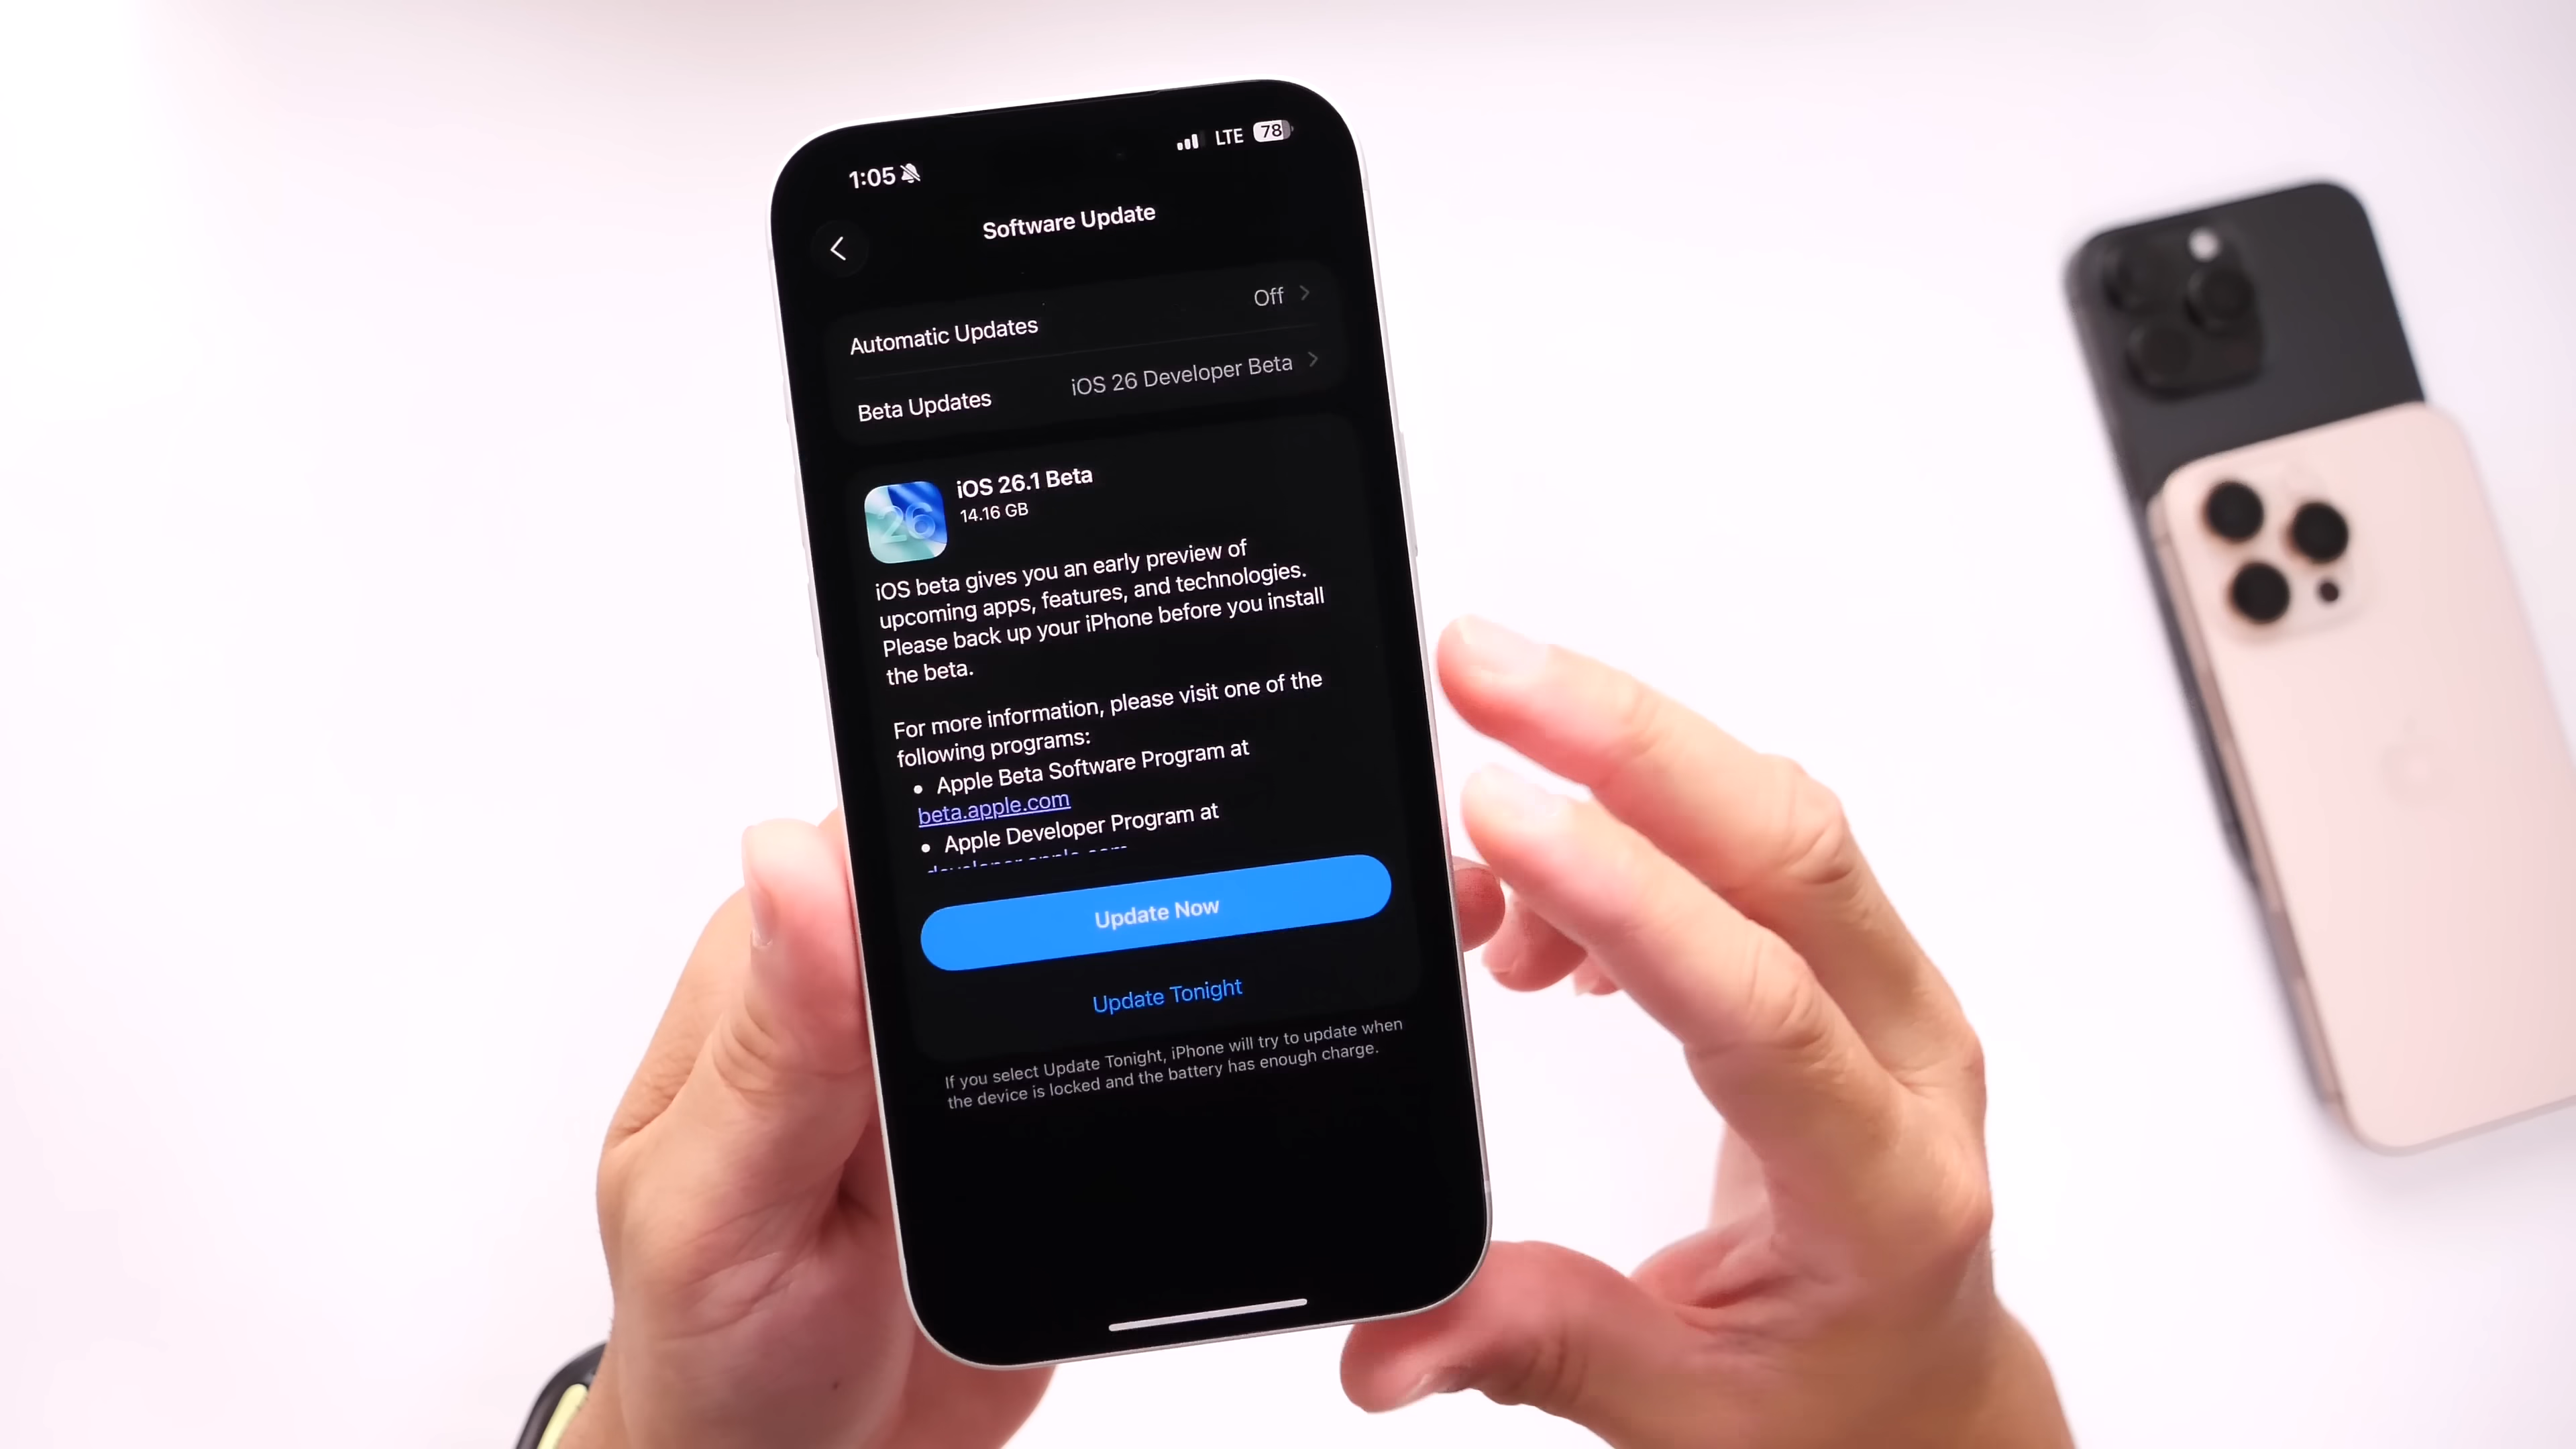 1:05
LTE 78
Software Update
Automatic Updates Off
Beta Updates iOS 26 Developer Beta
26
iOS 26.1 Beta
14.16 GB
iOS beta gives you an early preview of
upcoming apps, features, and technologies.
Please back up your iPhone before you install
the beta.
For more information, please visit one of the
following programs:
• Apple Beta Software Program at
beta.apple.com
• Apple Developer Program at
developer.apple.com
Update Now
Update Tonight
If you select Update Tonight, iPhone will try to update when
the device is locked and the battery has enough charge.